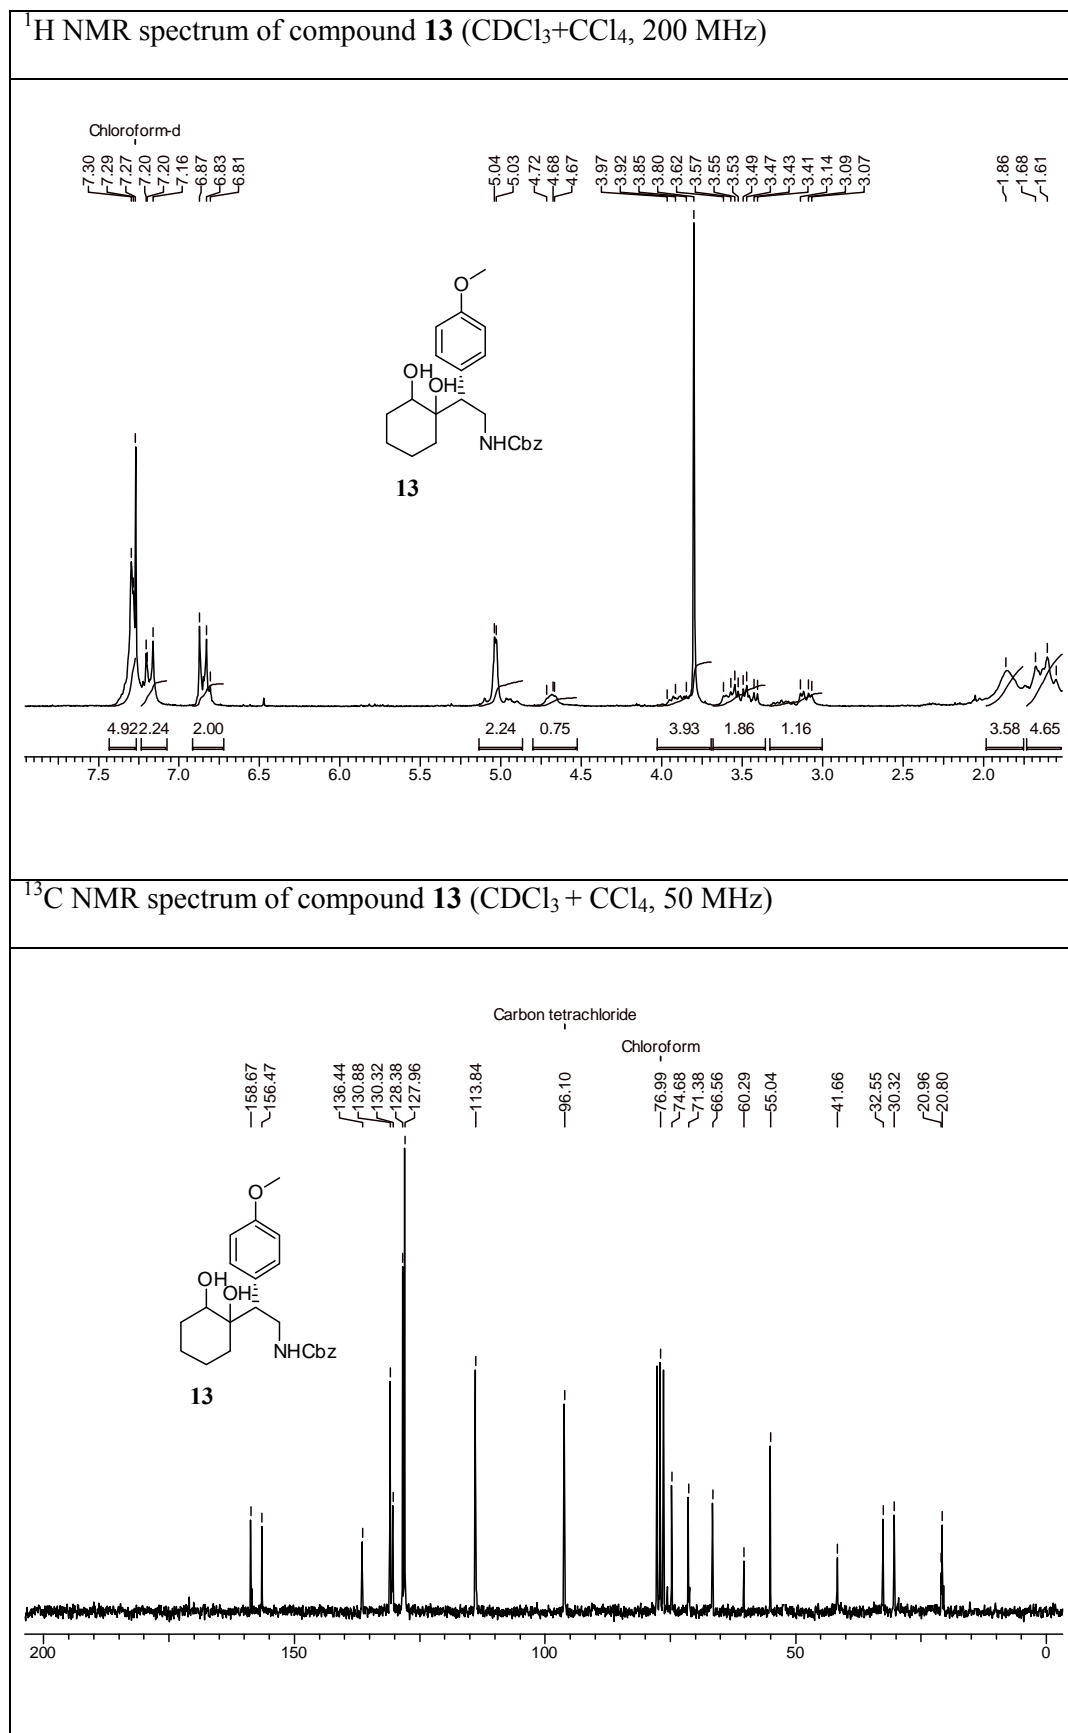 ¹H NMR spectrum of compound 13 (CDCl₃+CCl₄, 200 MHz)
Chloroform-d
7.30 7.29 7.27 7.20 7.20 7.16 6.87 6.83 6.81 5.04 5.03 4.72 4.68 4.67 3.97 3.92 3.85 3.80 3.62 3.57 3.55 3.53 3.49 3.47 3.43 3.41 3.14 3.09 3.07 1.86 1.68 1.61
O
OH
OH
NHCbz
13
4.92 2.24 2.00 2.24 0.75 3.93 1.86 1.16 3.58 4.65
7.5 7.0 6.5 6.0 5.5 5.0 4.5 4.0 3.5 3.0 2.5 2.0
¹³C NMR spectrum of compound 13 (CDCl₃ + CCl₄, 50 MHz)
Carbon tetrachloride
Chloroform
158.67 156.47 136.44 130.88 130.32 128.38 127.96 113.84 96.10 76.99 74.68 71.38 66.56 60.29 55.04 41.66 32.55 30.32 20.96 20.80
O
OH
OH
NHCbz
13
200 150 100 50 0